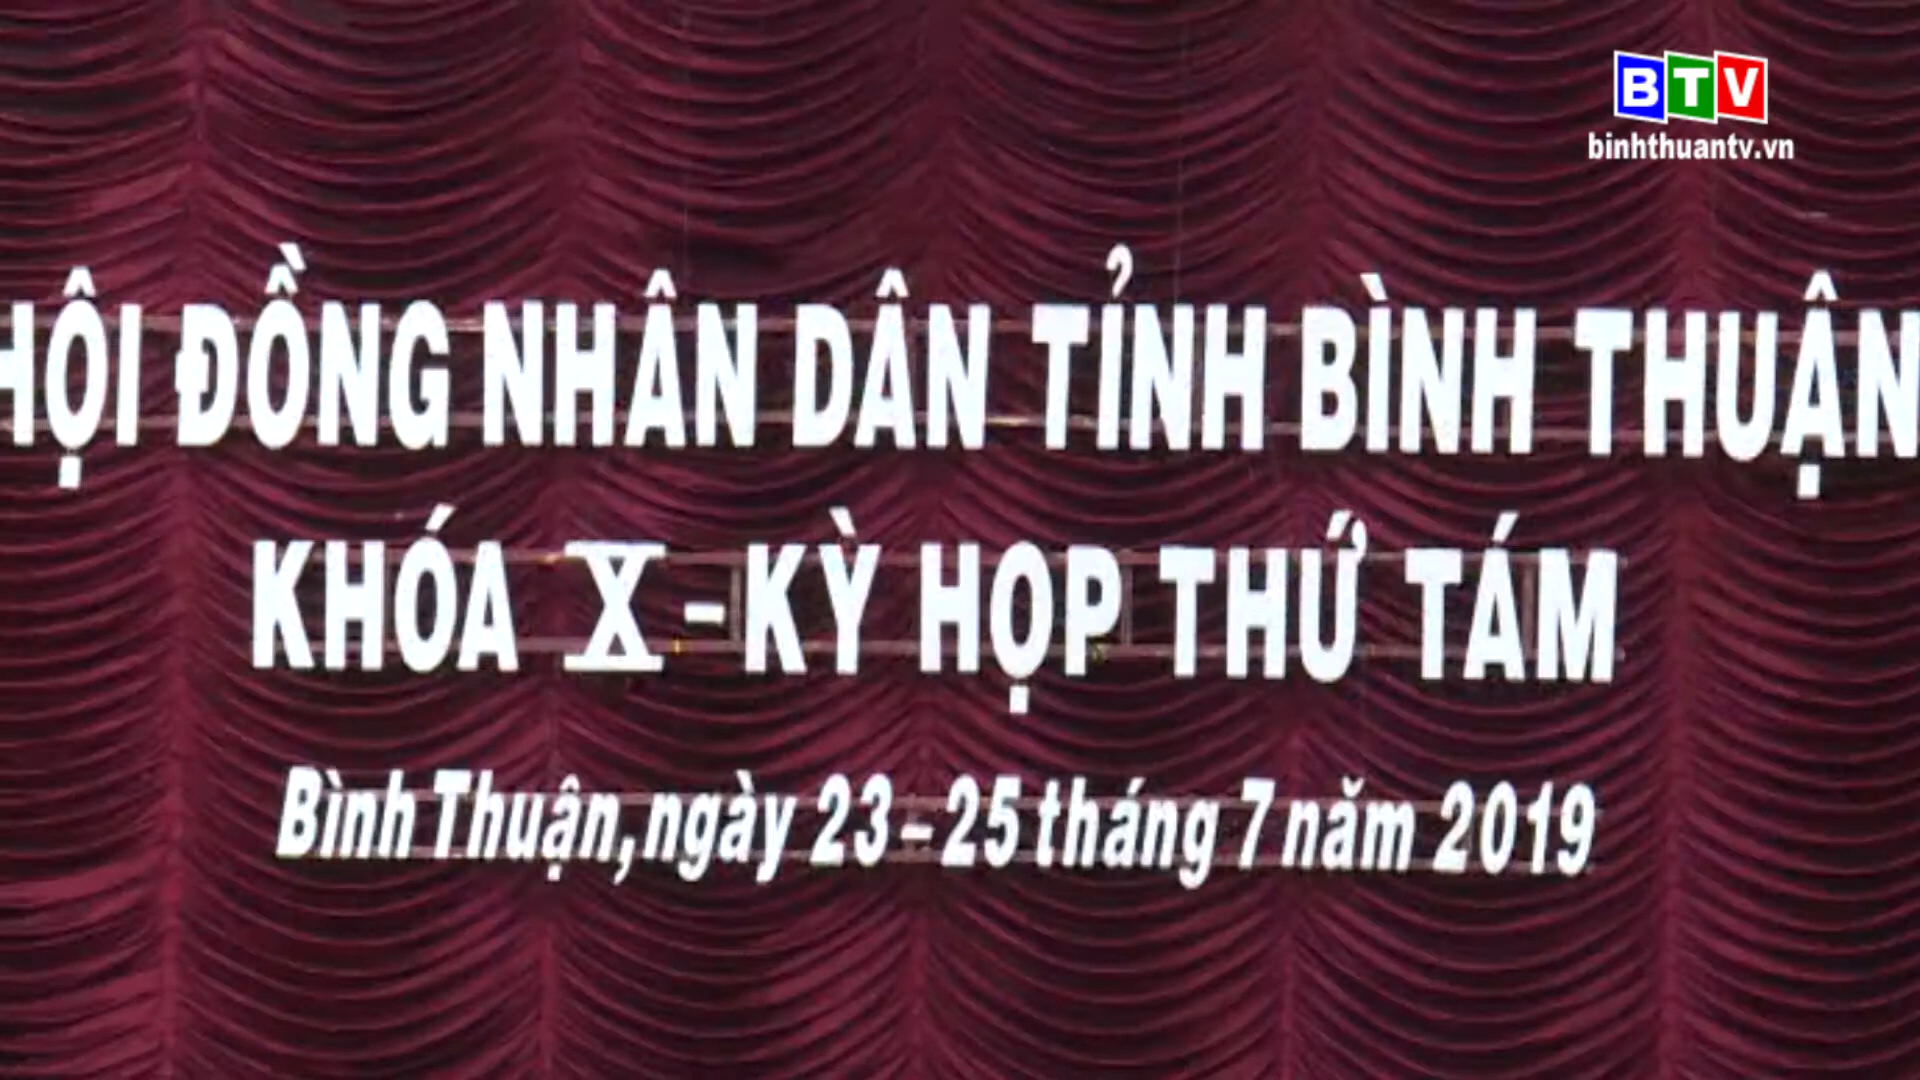 BTV
binhthuantv.vn
HỘI ĐỒNG NHÂN DÂN TỈNH BÌNH THUẬN
KHÓA X - KỲ HỌP THỨ TÁM
Bình Thuận, ngày 23 - 25 tháng 7 năm 2019